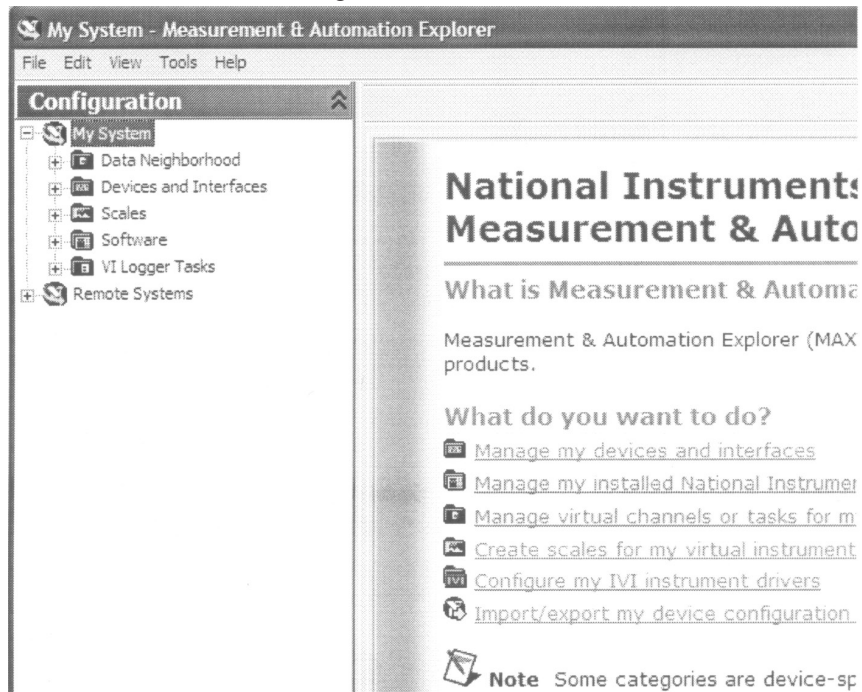 My System - Measurement & Automation Explorer
File Edit View Tools Help
Configuration
My System
Data Neighborhood
Devices and Interfaces
Scales
Software
VI Logger Tasks
Remote Systems
National Instruments
Measurement & Auto
What is Measurement & Automa
Measurement & Automation Explorer (MAX
products.
What do you want to do?
Manage my devices and interfaces
Manage my installed National Instrumen
Manage virtual channels or tasks for m
Create scales for my virtual instrument
IVI Configure my IVI instrument drivers
Import/export my device configuration
Note Some categories are device-sp